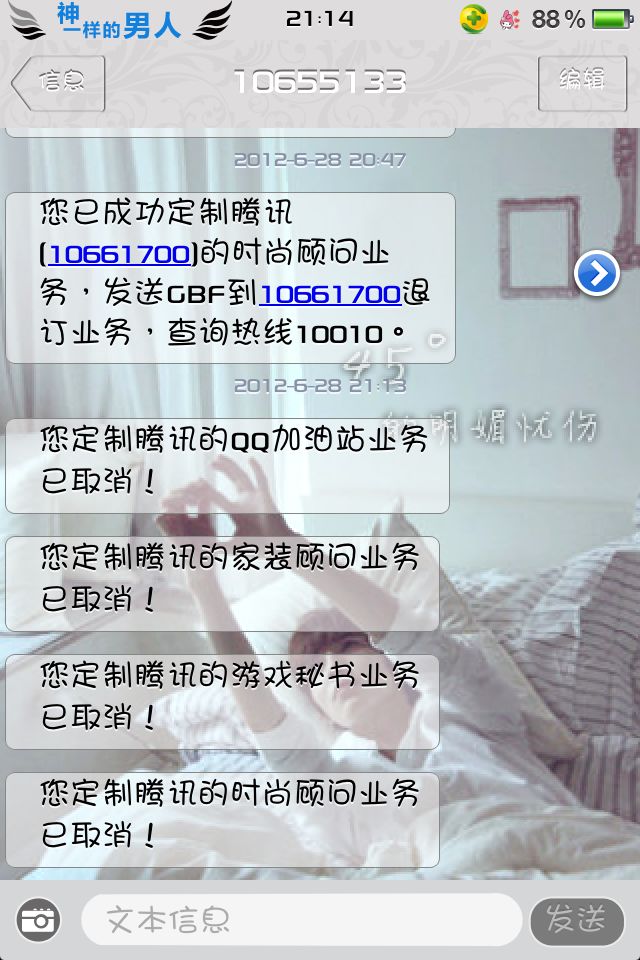 神
一样的男人
21:14
88%
信息
10655133
编辑
2012-6-28 20:47
您已成功定制腾讯
(10661700)的时尚顾问业
务，发送GBF到10661700退
订业务，查询热线10010。
45°
2012-6-28 21:13
的明媚忧伤
您定制腾讯的QQ加油站业务
已取消！
您定制腾讯的家装顾问业务
已取消！
您定制腾讯的游戏秘书业务
已取消！
您定制腾讯的时尚顾问业务
已取消！
文本信息
发送